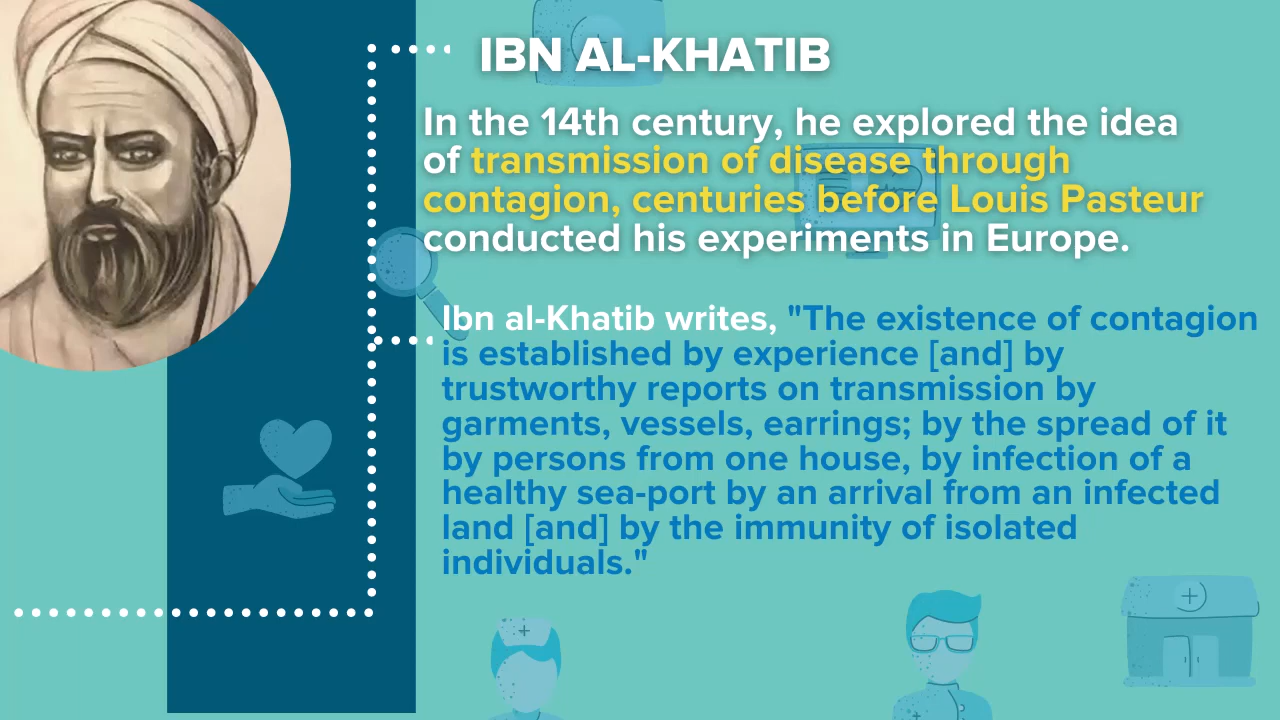 IBN AL-KHATIB
In the 14th century, he explored the idea
of transmission of disease through
contagion, centuries before Louis Pasteur
conducted his experiments in Europe.
Ibn al-Khatib writes, "The existence of contagion
is established by experience [and] by
trustworthy reports on transmission by
garments, vessels, earrings; by the spread of it
by persons from one house, by infection of a
healthy sea-port by an arrival from an infected
land [and] by the immunity of isolated
individuals."